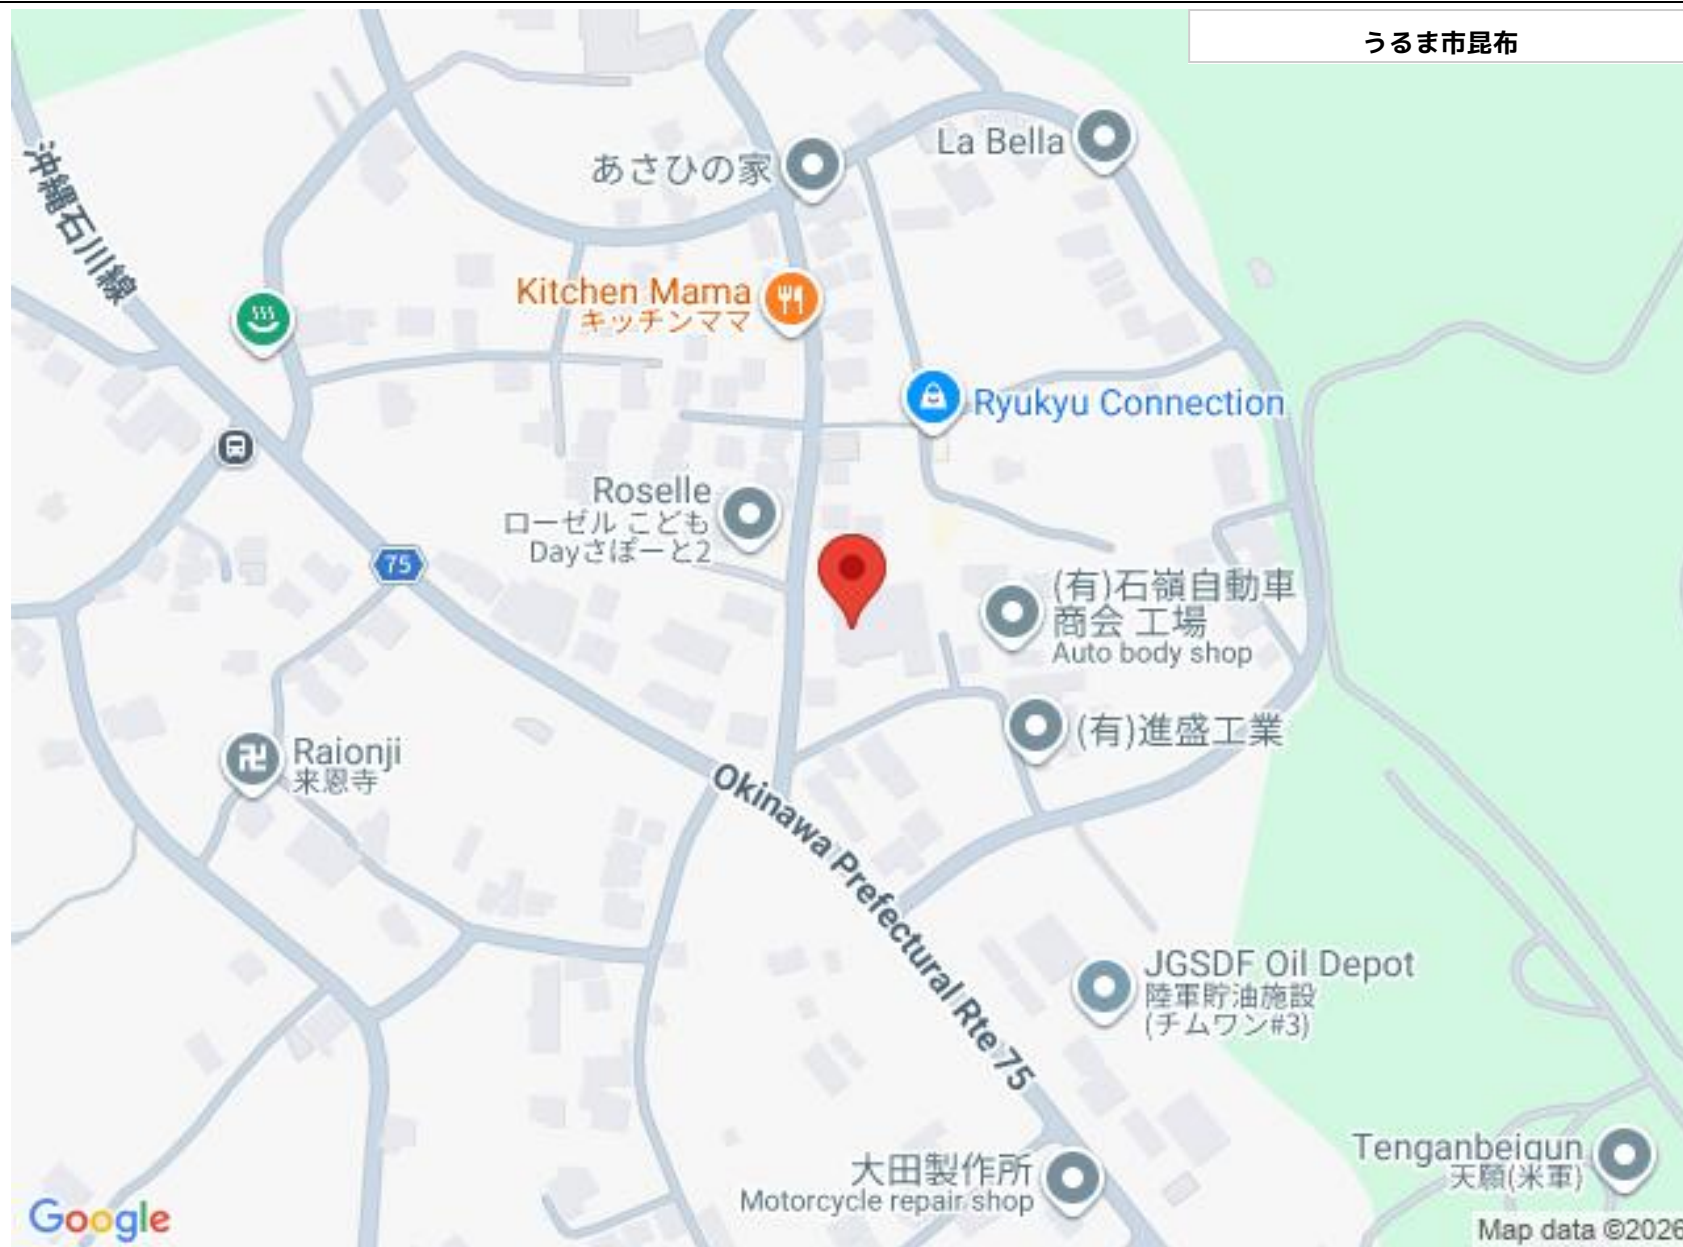 うるま市昆布
沖縄石川線
La Bella
あさひの家
Kitchen Mama
キッチンママ
Ryukyu Connection
Roselle
ローゼル こども
Dayさぽーと2
75
(有)石嶺自動車
商会 工場
Auto body shop
(有)進盛工業
Raionji
来恩寺
Okinawa Prefectural Rte 75
JGSDF Oil Depot
陸軍貯油施設
(チムワン#3)
大田製作所
Motorcycle repair shop
Tenganbeigun
天願(米軍)
Google
Map data ©2026